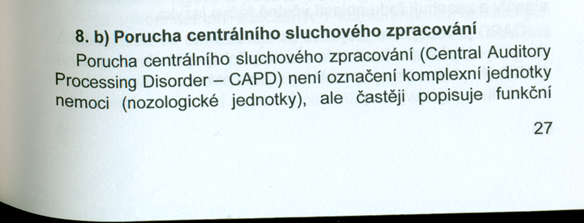 8. b) Porucha centrálního sluchového zpracování
Porucha centrálního sluchového zpracování (Central Auditory
Processing Disorder – CAPD) není označení komplexní jednotky
nemoci (nozologické jednotky), ale častěji popisuje funkční
27